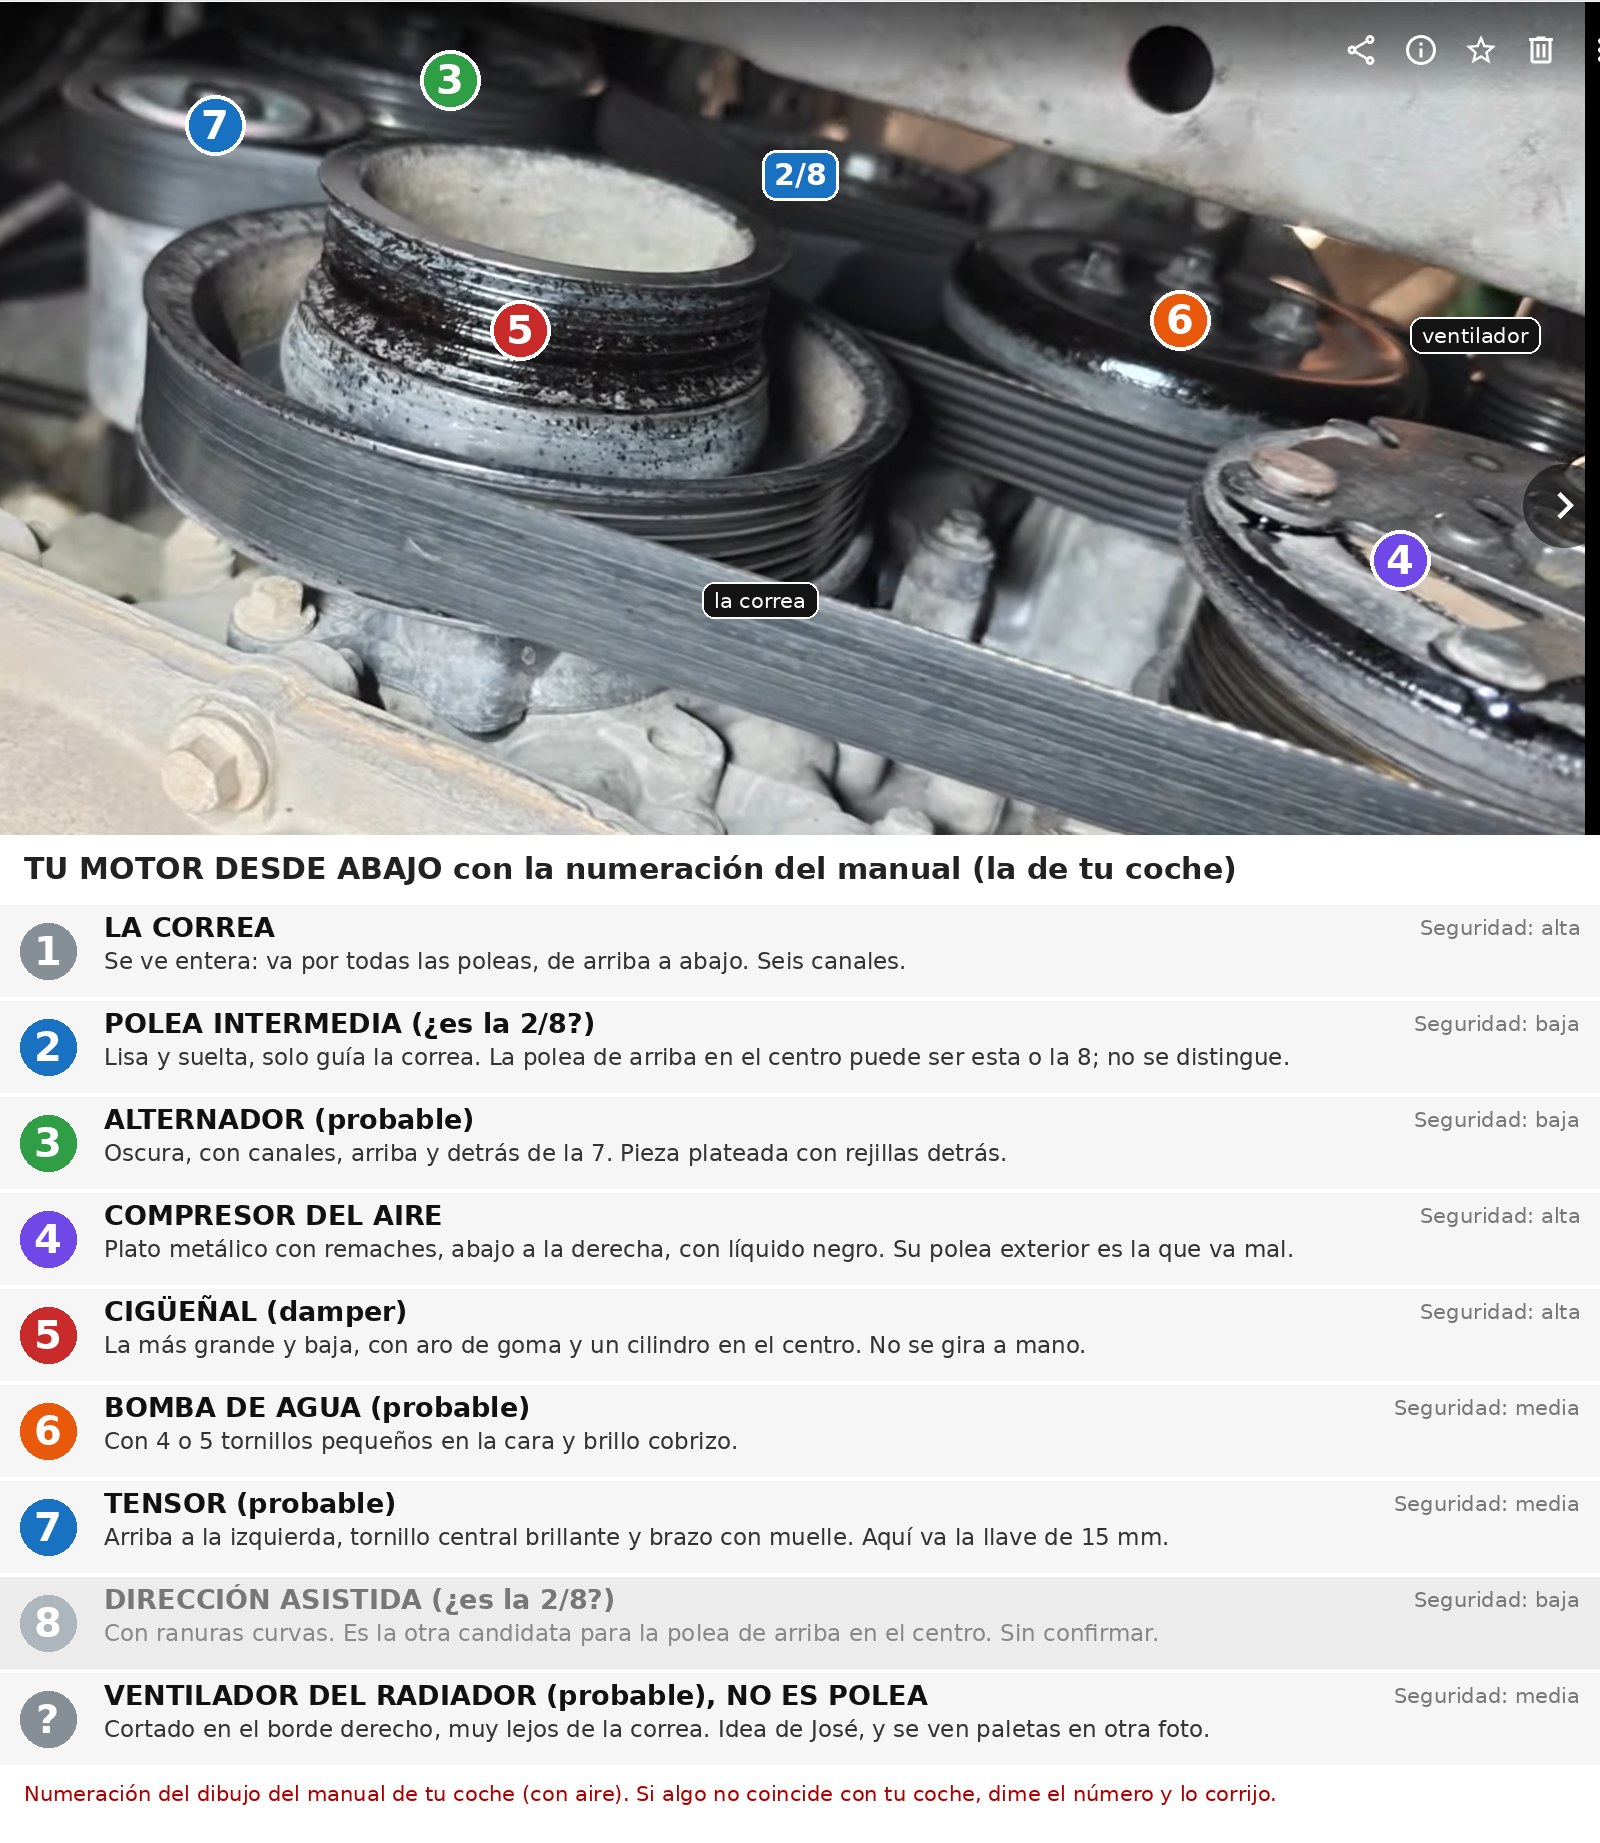 3
7
2/8
5
6
ventilador
4
la correa
TU MOTOR DESDE ABAJO con la numeración del manual (la de tu coche)
1
LA CORREA
Seguridad: alta
Se ve entera: va por todas las poleas, de arriba a abajo. Seis canales.
2
POLEA INTERMEDIA (¿es la 2/8?)
Seguridad: baja
Lisa y suelta, solo guía la correa. La polea de arriba en el centro puede ser esta o la 8; no se distingue.
3
ALTERNADOR (probable)
Seguridad: baja
Oscura, con canales, arriba y detrás de la 7. Pieza plateada con rejillas detrás.
4
COMPRESOR DEL AIRE
Seguridad: alta
Plato metálico con remaches, abajo a la derecha, con líquido negro. Su polea exterior es la que va mal.
5
CIGÜEÑAL (damper)
Seguridad: alta
La más grande y baja, con aro de goma y un cilindro en el centro. No se gira a mano.
6
BOMBA DE AGUA (probable)
Seguridad: media
Con 4 o 5 tornillos pequeños en la cara y brillo cobrizo.
7
TENSOR (probable)
Seguridad: media
Arriba a la izquierda, tornillo central brillante y brazo con muelle. Aquí va la llave de 15 mm.
8
DIRECCIÓN ASISTIDA (¿es la 2/8?)
Seguridad: baja
Con ranuras curvas. Es la otra candidata para la polea de arriba en el centro. Sin confirmar.
?
VENTILADOR DEL RADIADOR (probable), NO ES POLEA
Seguridad: media
Cortado en el borde derecho, muy lejos de la correa. Idea de José, y se ven paletas en otra foto.
Numeración del dibujo del manual de tu coche (con aire). Si algo no coincide con tu coche, dime el número y lo corrijo.